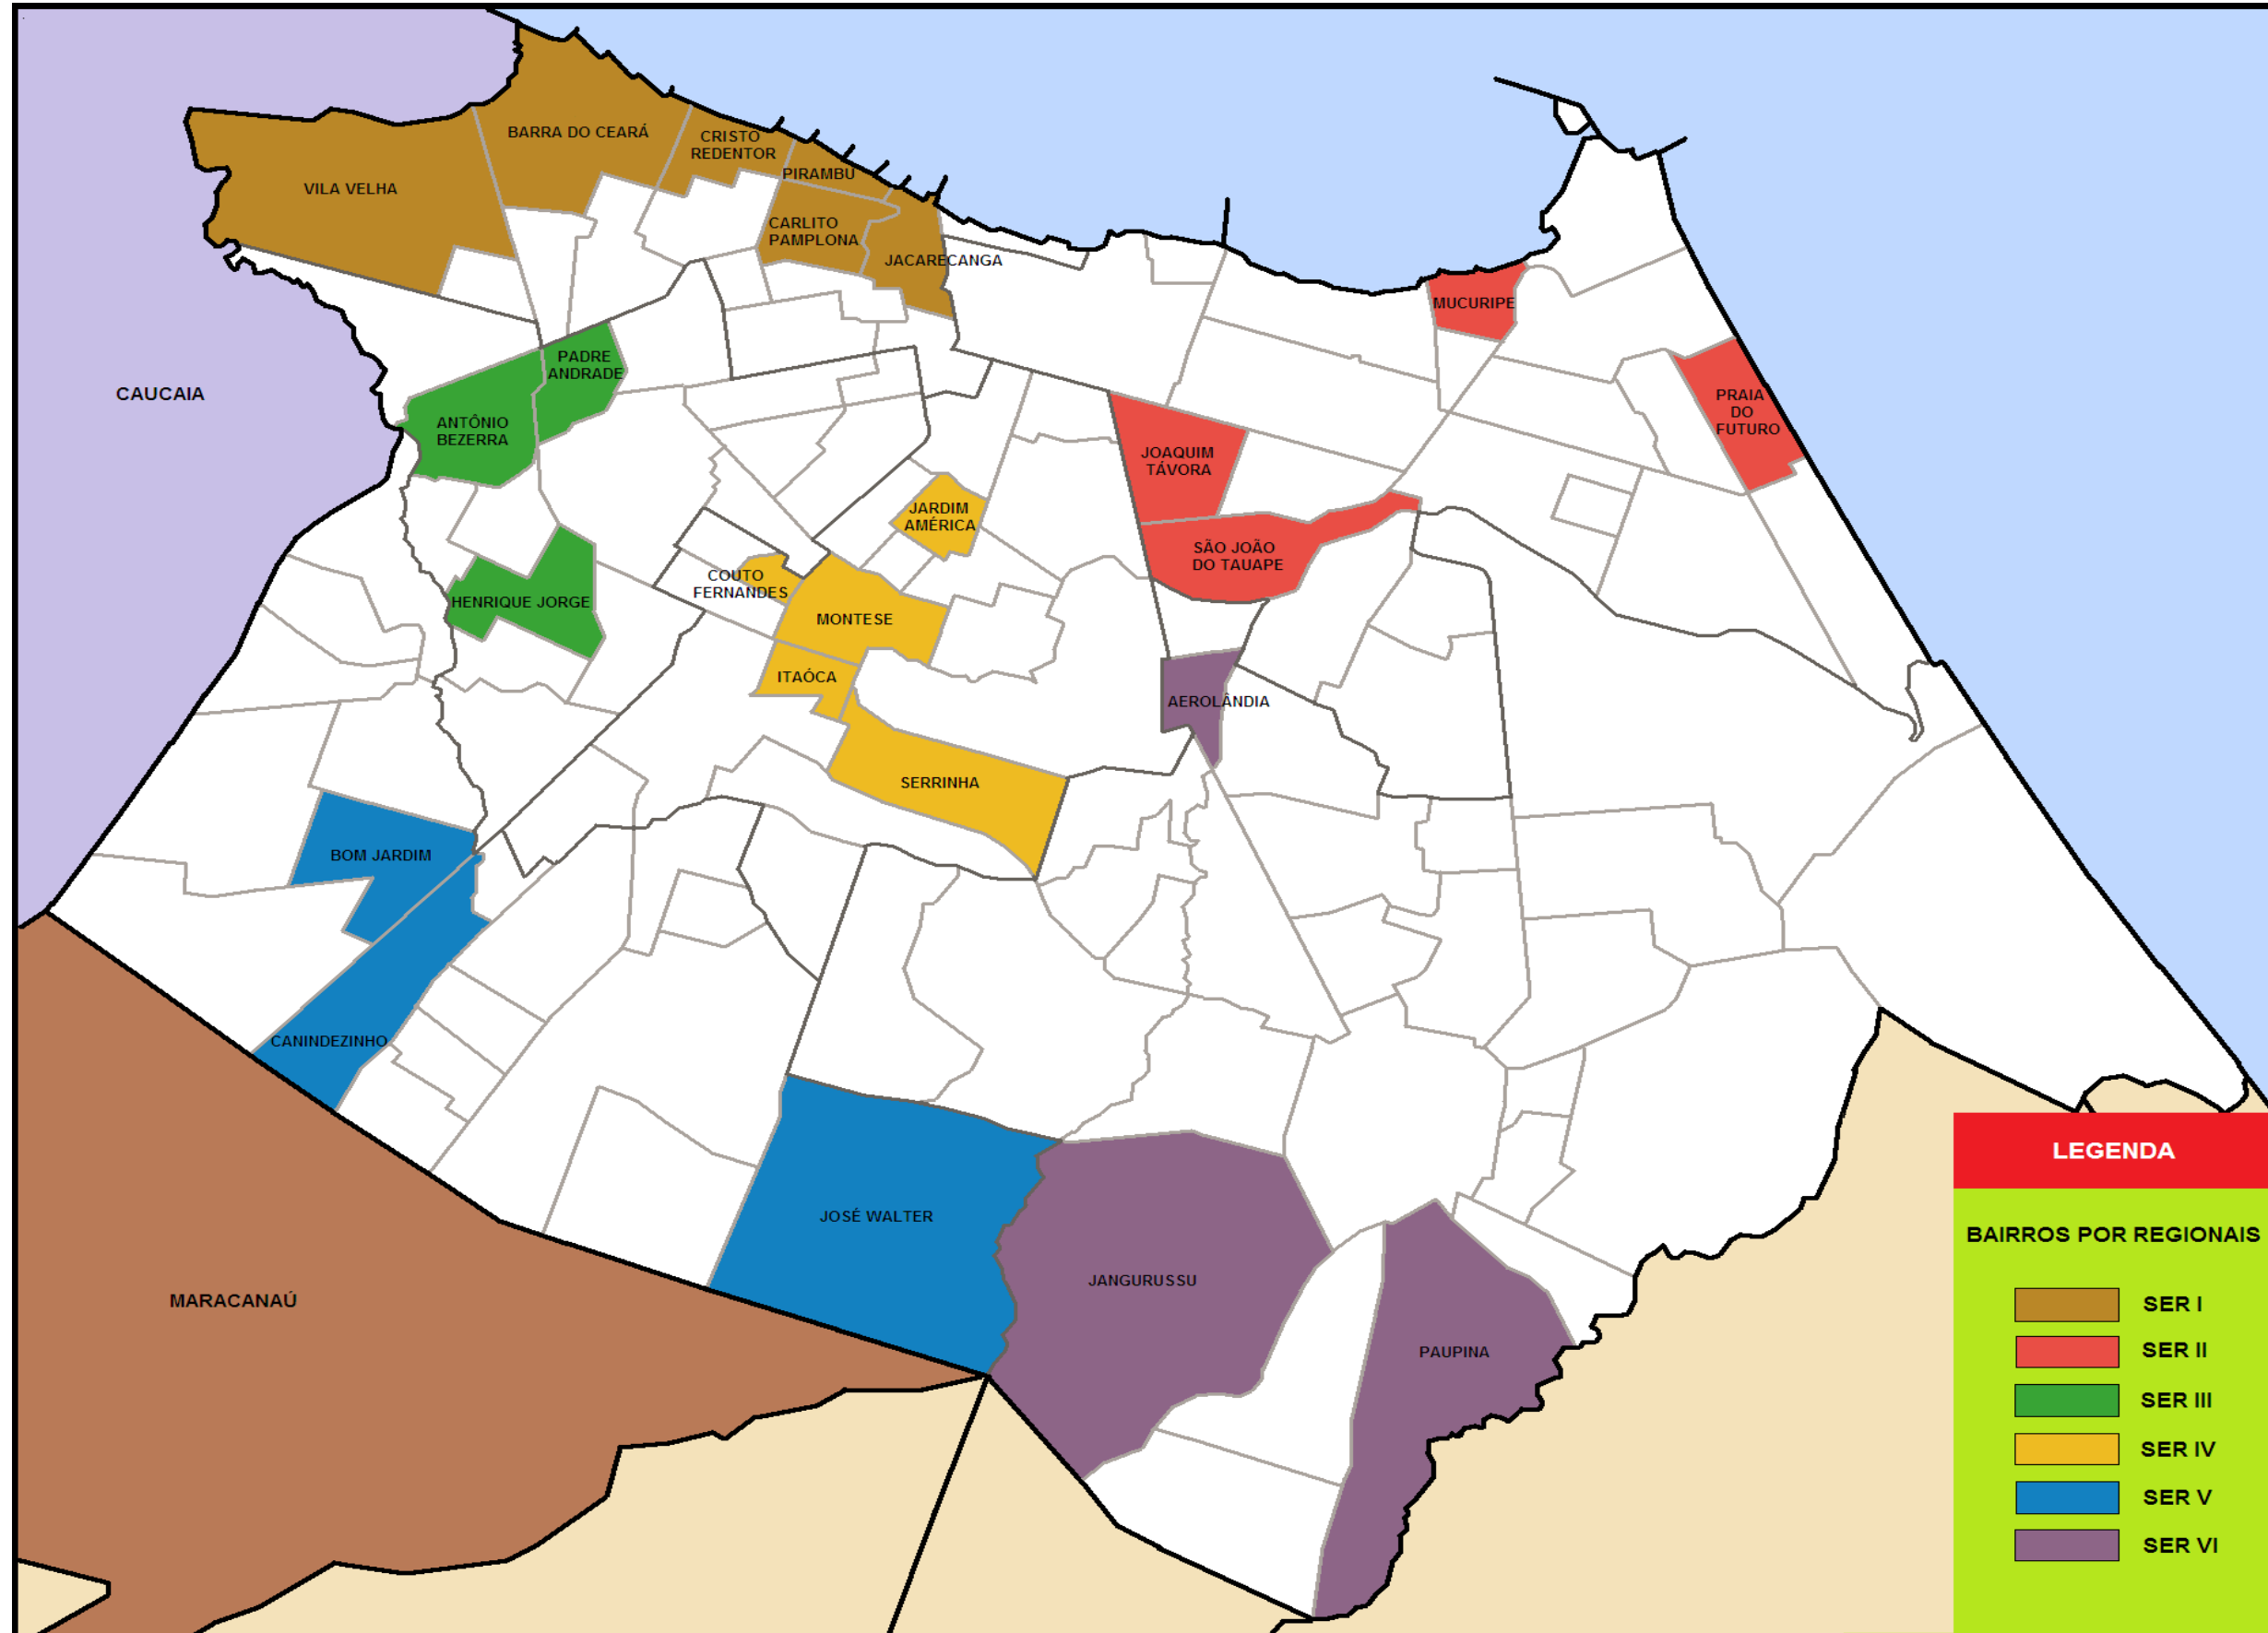 BARRA DO CEARÁ
CRISTO
REDENTOR
PIRAMBU
VILA VELHA
CARLITO
PAMPLONA
JACARECANGA
MUCURIPE
PADRE
ANDRADE
CAUCAIA
ANTÔNIO
BEZERRA
PRAIA
DO
FUTURO
JOAQUIM
TÁVORA
JARDIM
AMÉRICA
SÃO JOÃO
DO TAUAPE
COUTO
FERNANDES
HENRIQUE JORGE
MONTESE
ITAÓCA
AEROLÂNDIA
SERRINHA
BOM JARDIM
CANINDEZINHO
JOSÉ WALTER
JANGURUSSU
MARACANAÚ
PAUPINA
LEGENDA
BAIRROS POR REGIONAIS
SER I
SER II
SER III
SER IV
SER V
SER VI